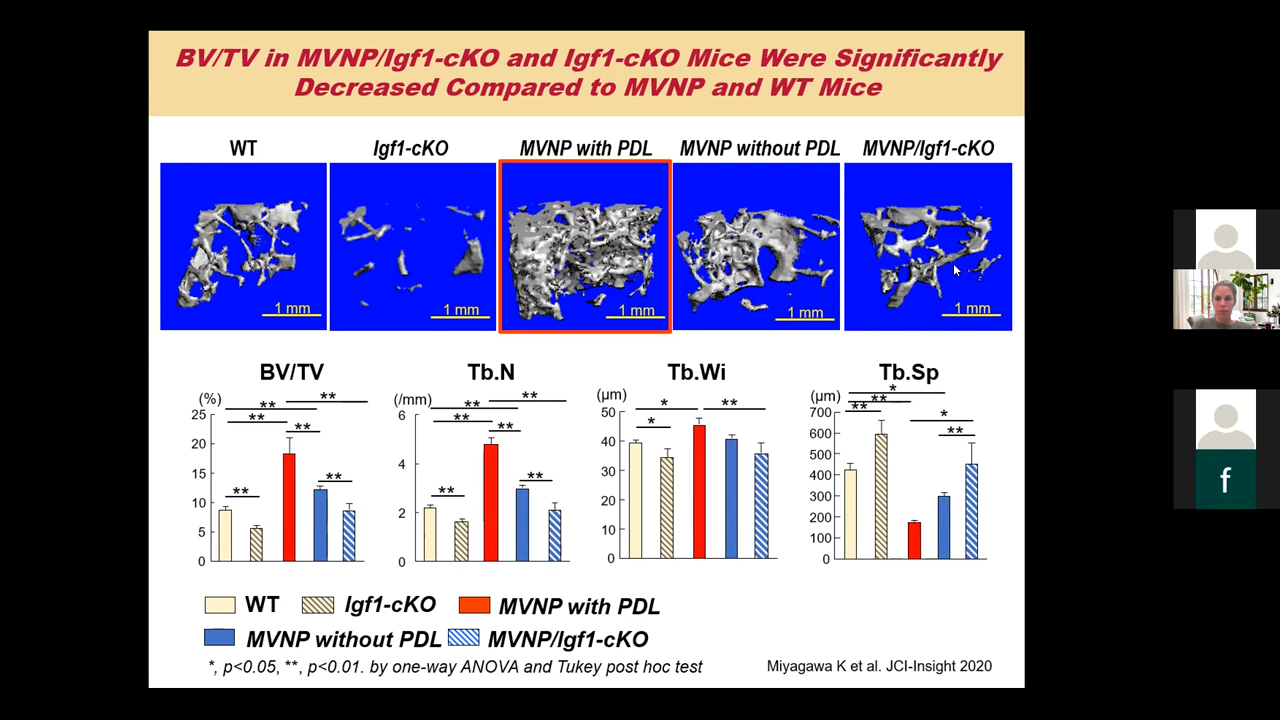 BV/TV in MVNP/Igf1-cKO and Igf1-cKO Mice Were Significantly
Decreased Compared to MVNP and WT Mice
WT
Igf1-cKO
MVNP with PDL
MVNP without PDL
MVNP/Igf1-cKO
1 mm
1 mm
1 mm
1 mm
1 mm
BV/TV
(%)
25
20
15
10
5
0
**
**
**
**
**
**
Tb.N
(/mm)
6
4
2
0
**
**
**
**
**
**
Tb.Wi
(µm)
50
40
30
20
10
0
*
*
**
Tb.Sp
(µm)
700
600
500
400
300
200
100
0
*
**
**
*
**
WT
Igf1-cKO
MVNP with PDL
MVNP without PDL
MVNP/Igf1-cKO
*, p<0.05, **, p<0.01. by one-way ANOVA and Tukey post hoc test
Miyagawa K et al. JCI-Insight 2020
f